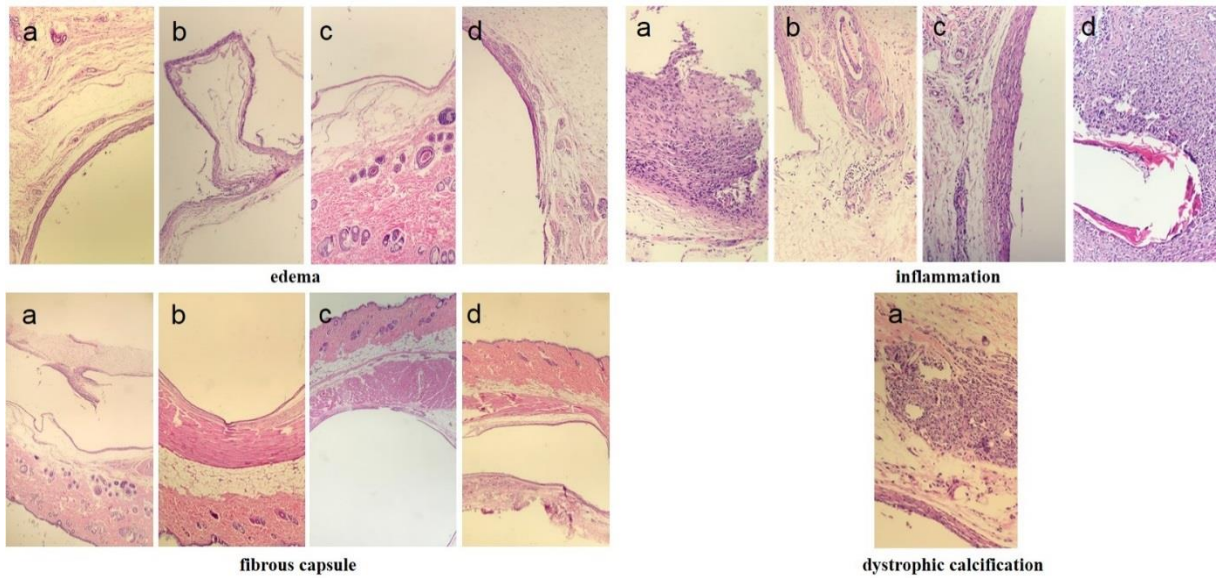 a b c d
edema
a b c d
inflammation
a b c d
fibrous capsule
a
dystrophic calcification